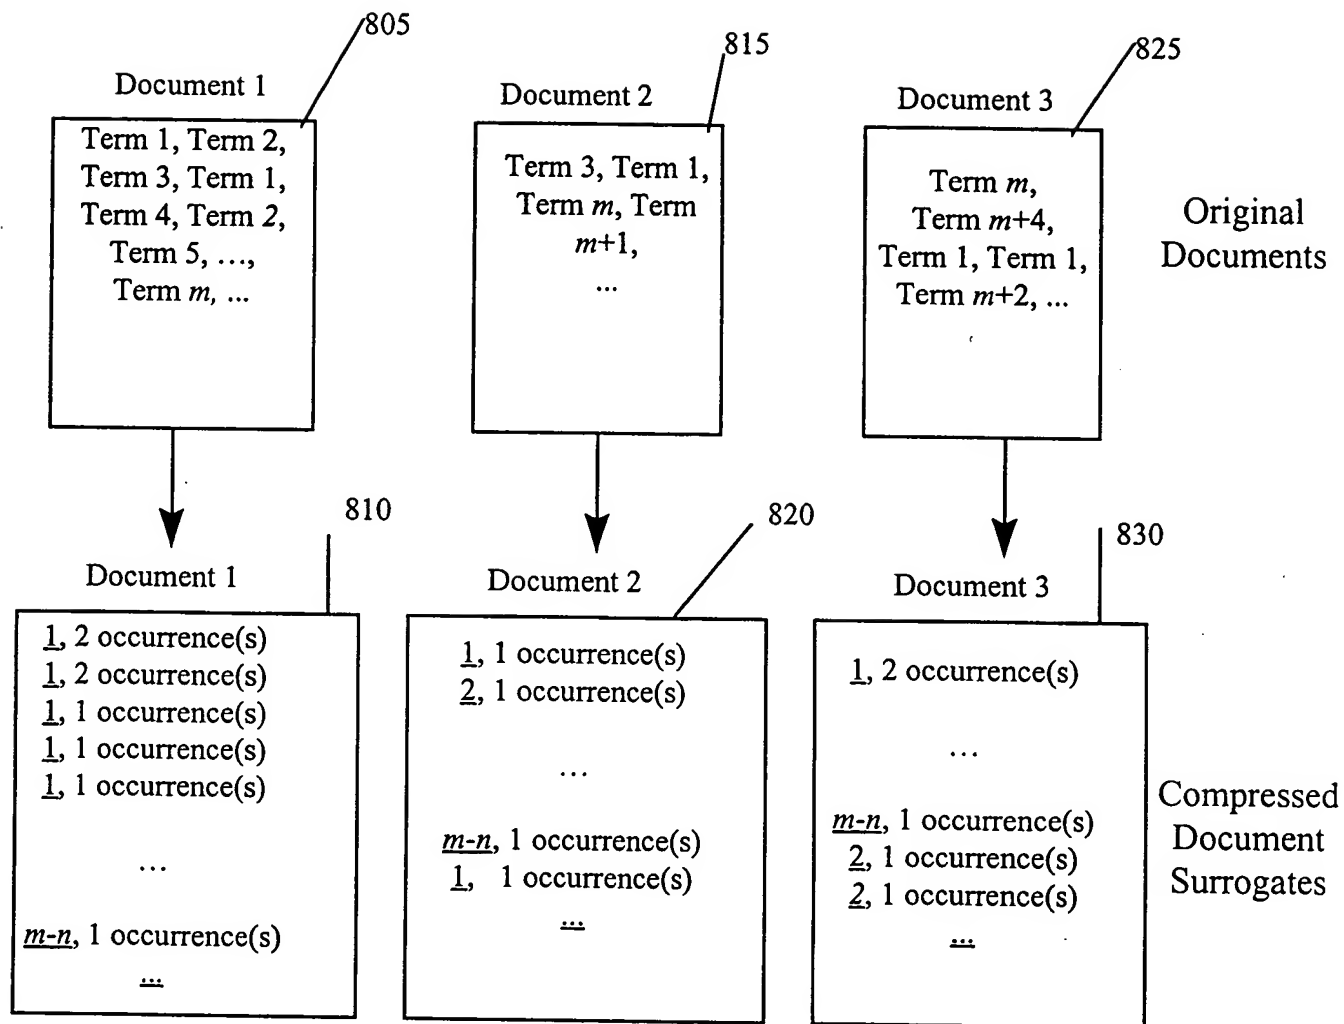 805
Document 1
Term 1, Term 2,
Term 3, Term 1,
Term 4, Term 2,
Term 5, ...,
Term m, ...
815
Document 2
Term 3, Term 1,
Term m, Term
m+1,
...
825
Document 3
Term m,
Term m+4,
Term 1, Term 1,
Term m+2, ...
Original
Documents
810
Document 1
1, 2 occurrence(s)
1, 2 occurrence(s)
1, 1 occurrence(s)
1, 1 occurrence(s)
1, 1 occurrence(s)
...
m-n, 1 occurrence(s)
...
820
Document 2
1, 1 occurrence(s)
2, 1 occurrence(s)
...
m-n, 1 occurrence(s)
1, 1 occurrence(s)
...
830
Document 3
1, 2 occurrence(s)
...
m-n, 1 occurrence(s)
2, 1 occurrence(s)
2, 1 occurrence(s)
...
Compressed
Document
Surrogates